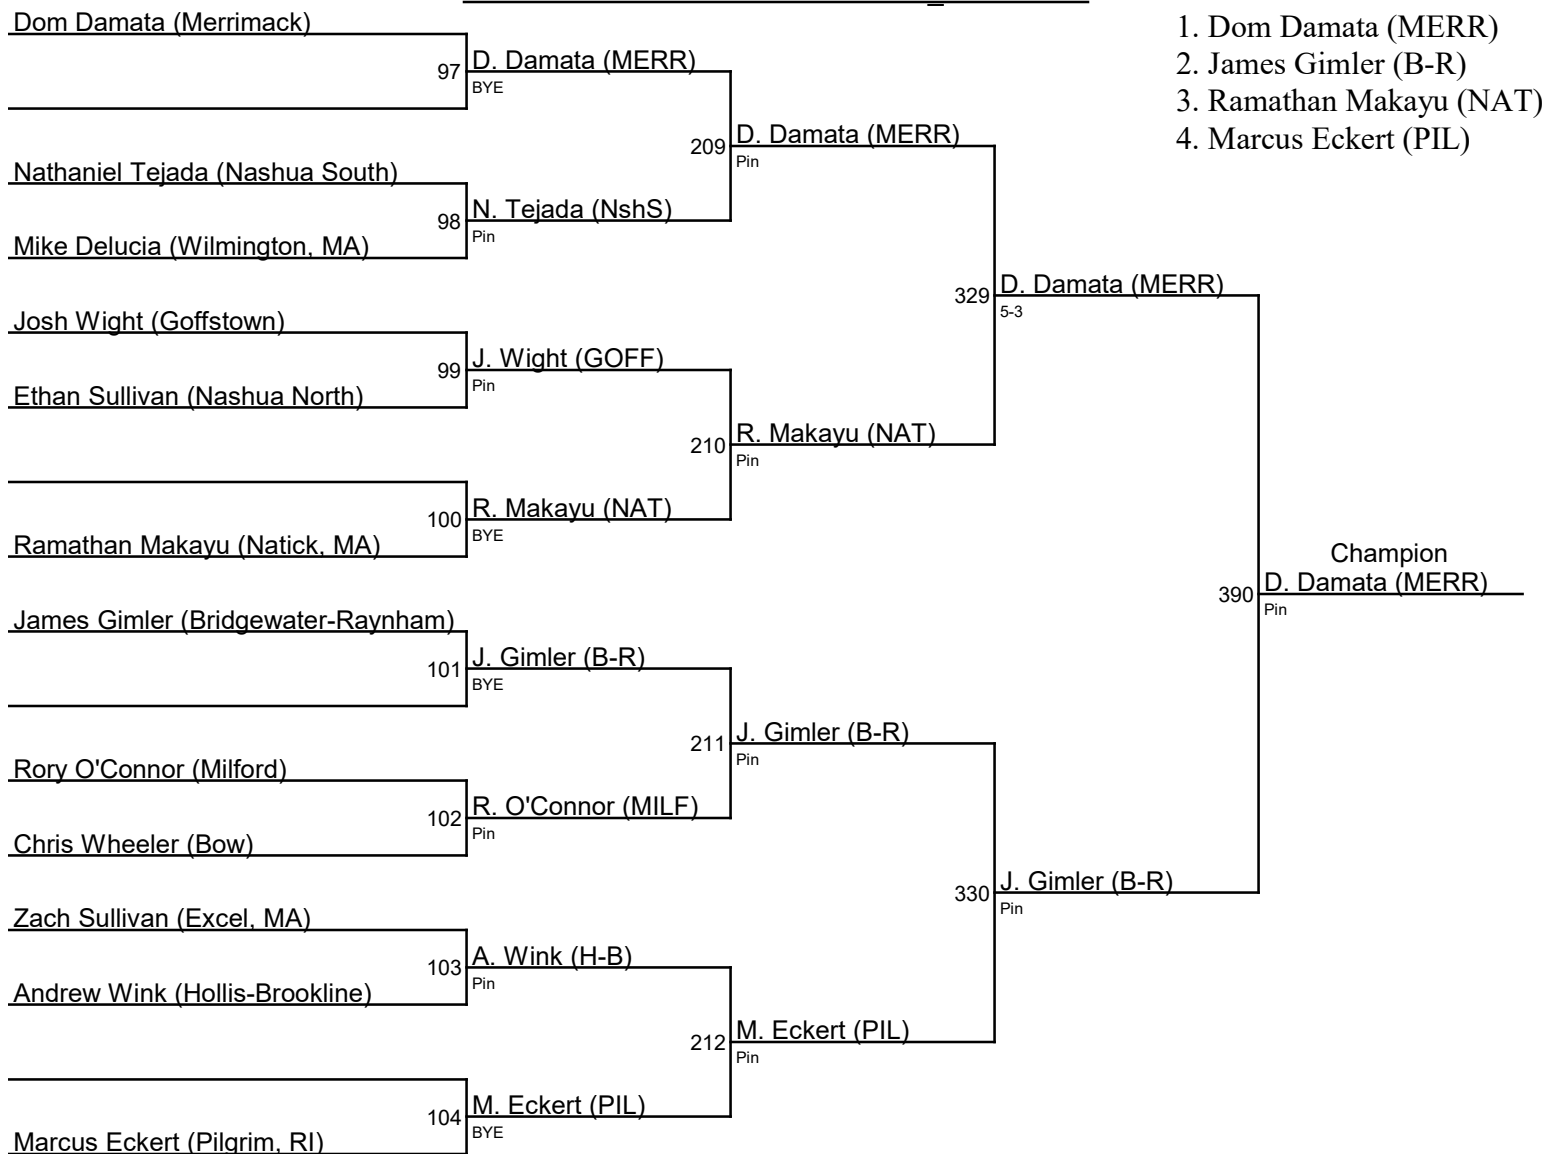 Dom Damata (Merrimack)
97
D. Damata (MERR)
BYE
Nathaniel Tejada (Nashua South)
98
N. Tejada (NshS)
Pin
Mike Delucia (Wilmington, MA)
209
D. Damata (MERR)
Pin
Josh Wight (Goffstown)
99
J. Wight (GOFF)
Pin
Ethan Sullivan (Nashua North)
210
R. Makayu (NAT)
Pin
100
R. Makayu (NAT)
BYE
Ramathan Makayu (Natick, MA)
329
D. Damata (MERR)
5-3
James Gimler (Bridgewater-Raynham)
101
J. Gimler (B-R)
BYE
211
J. Gimler (B-R)
Pin
Rory O'Connor (Milford)
102
R. O'Connor (MILF)
Pin
Chris Wheeler (Bow)
Zach Sullivan (Excel, MA)
103
A. Wink (H-B)
Pin
Andrew Wink (Hollis-Brookline)
212
M. Eckert (PIL)
Pin
104
M. Eckert (PIL)
BYE
Marcus Eckert (Pilgrim, RI)
330
J. Gimler (B-R)
Pin
Champion
390
D. Damata (MERR)
Pin
1. Dom Damata (MERR)
2. James Gimler (B-R)
3. Ramathan Makayu (NAT)
4. Marcus Eckert (PIL)